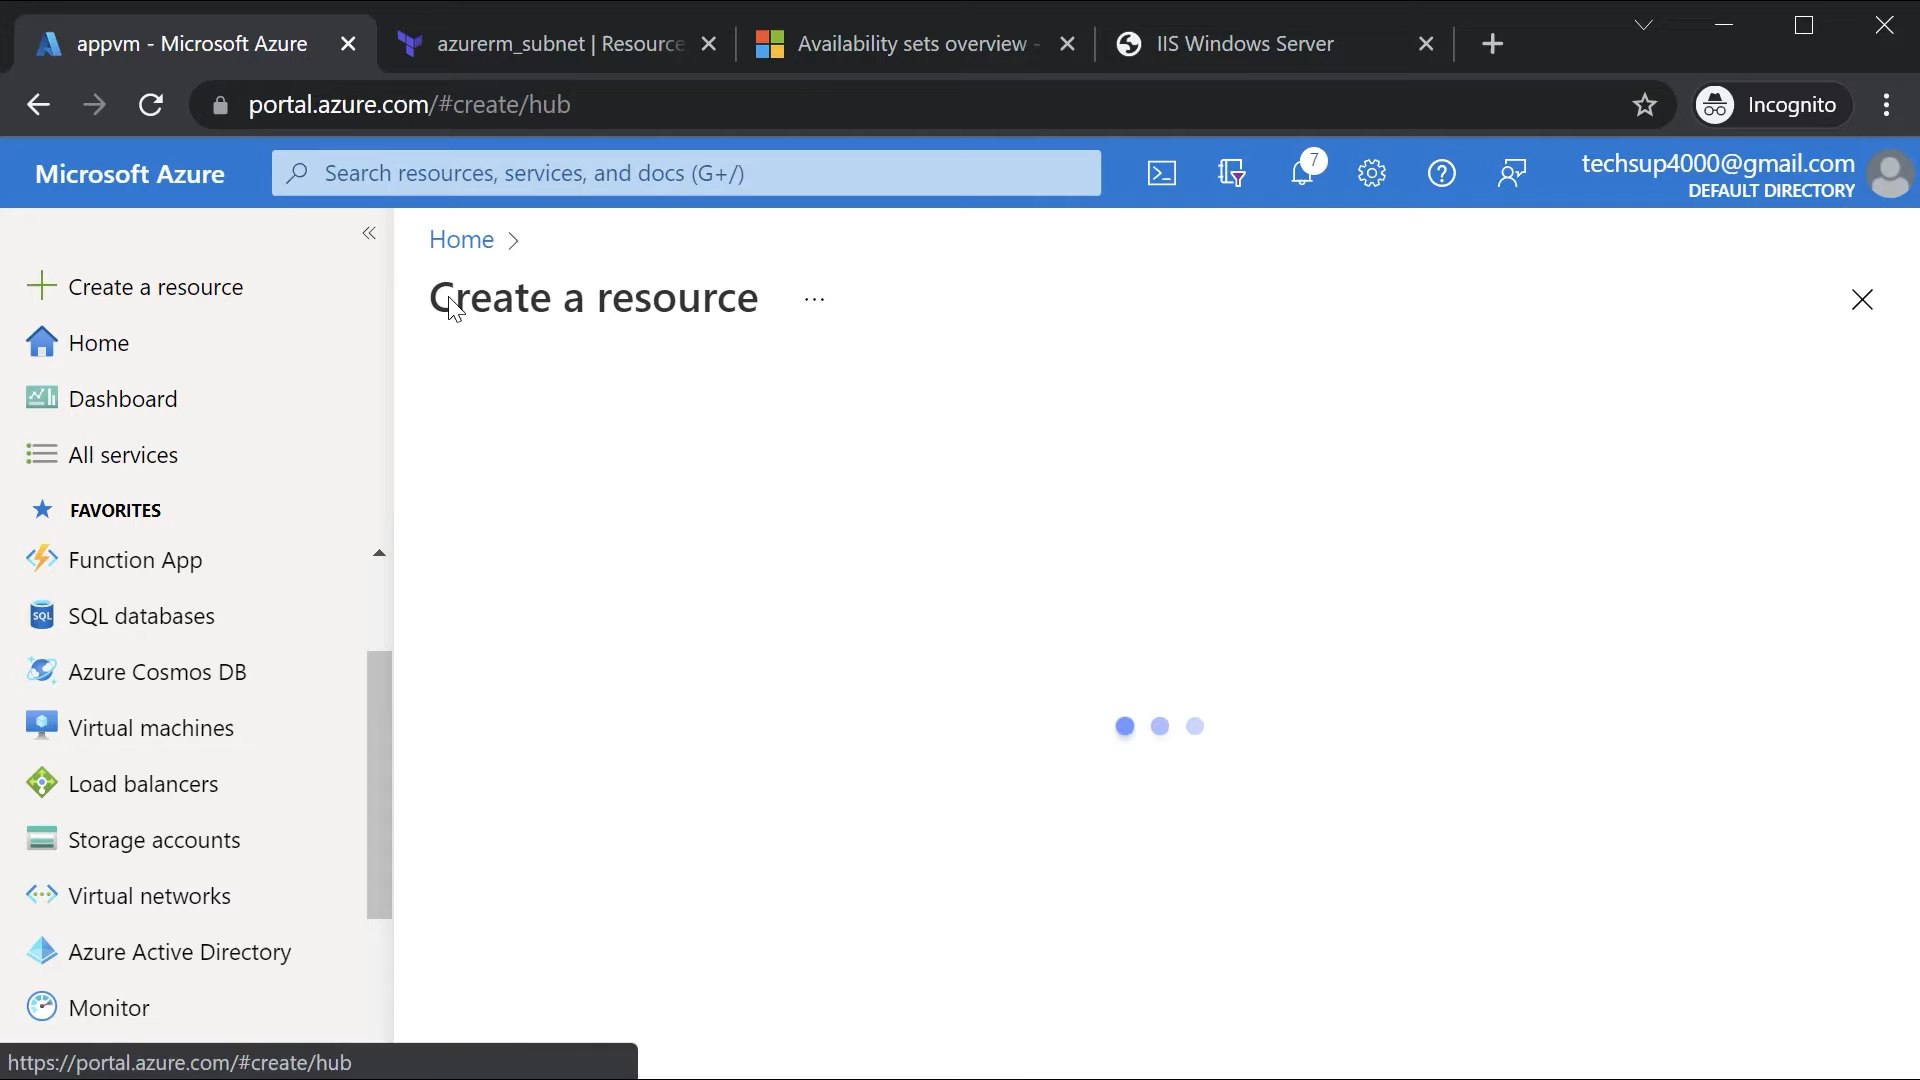 appvm - Microsoft Azure
azurerm_subnet | Resource
Availability sets overview -
IIS Windows Server
portal.azure.com/#create/hub
Incognito
Microsoft Azure
Search resources, services, and docs (G+/)
7
techsup4000@gmail.com
DEFAULT DIRECTORY
Home
Create a resource
...
Create a resource
Home
Dashboard
All services
FAVORITES
Function App
SQL
SQL databases
Azure Cosmos DB
Virtual machines
Load balancers
Storage accounts
Virtual networks
Azure Active Directory
Monitor
https://portal.azure.com/#create/hub